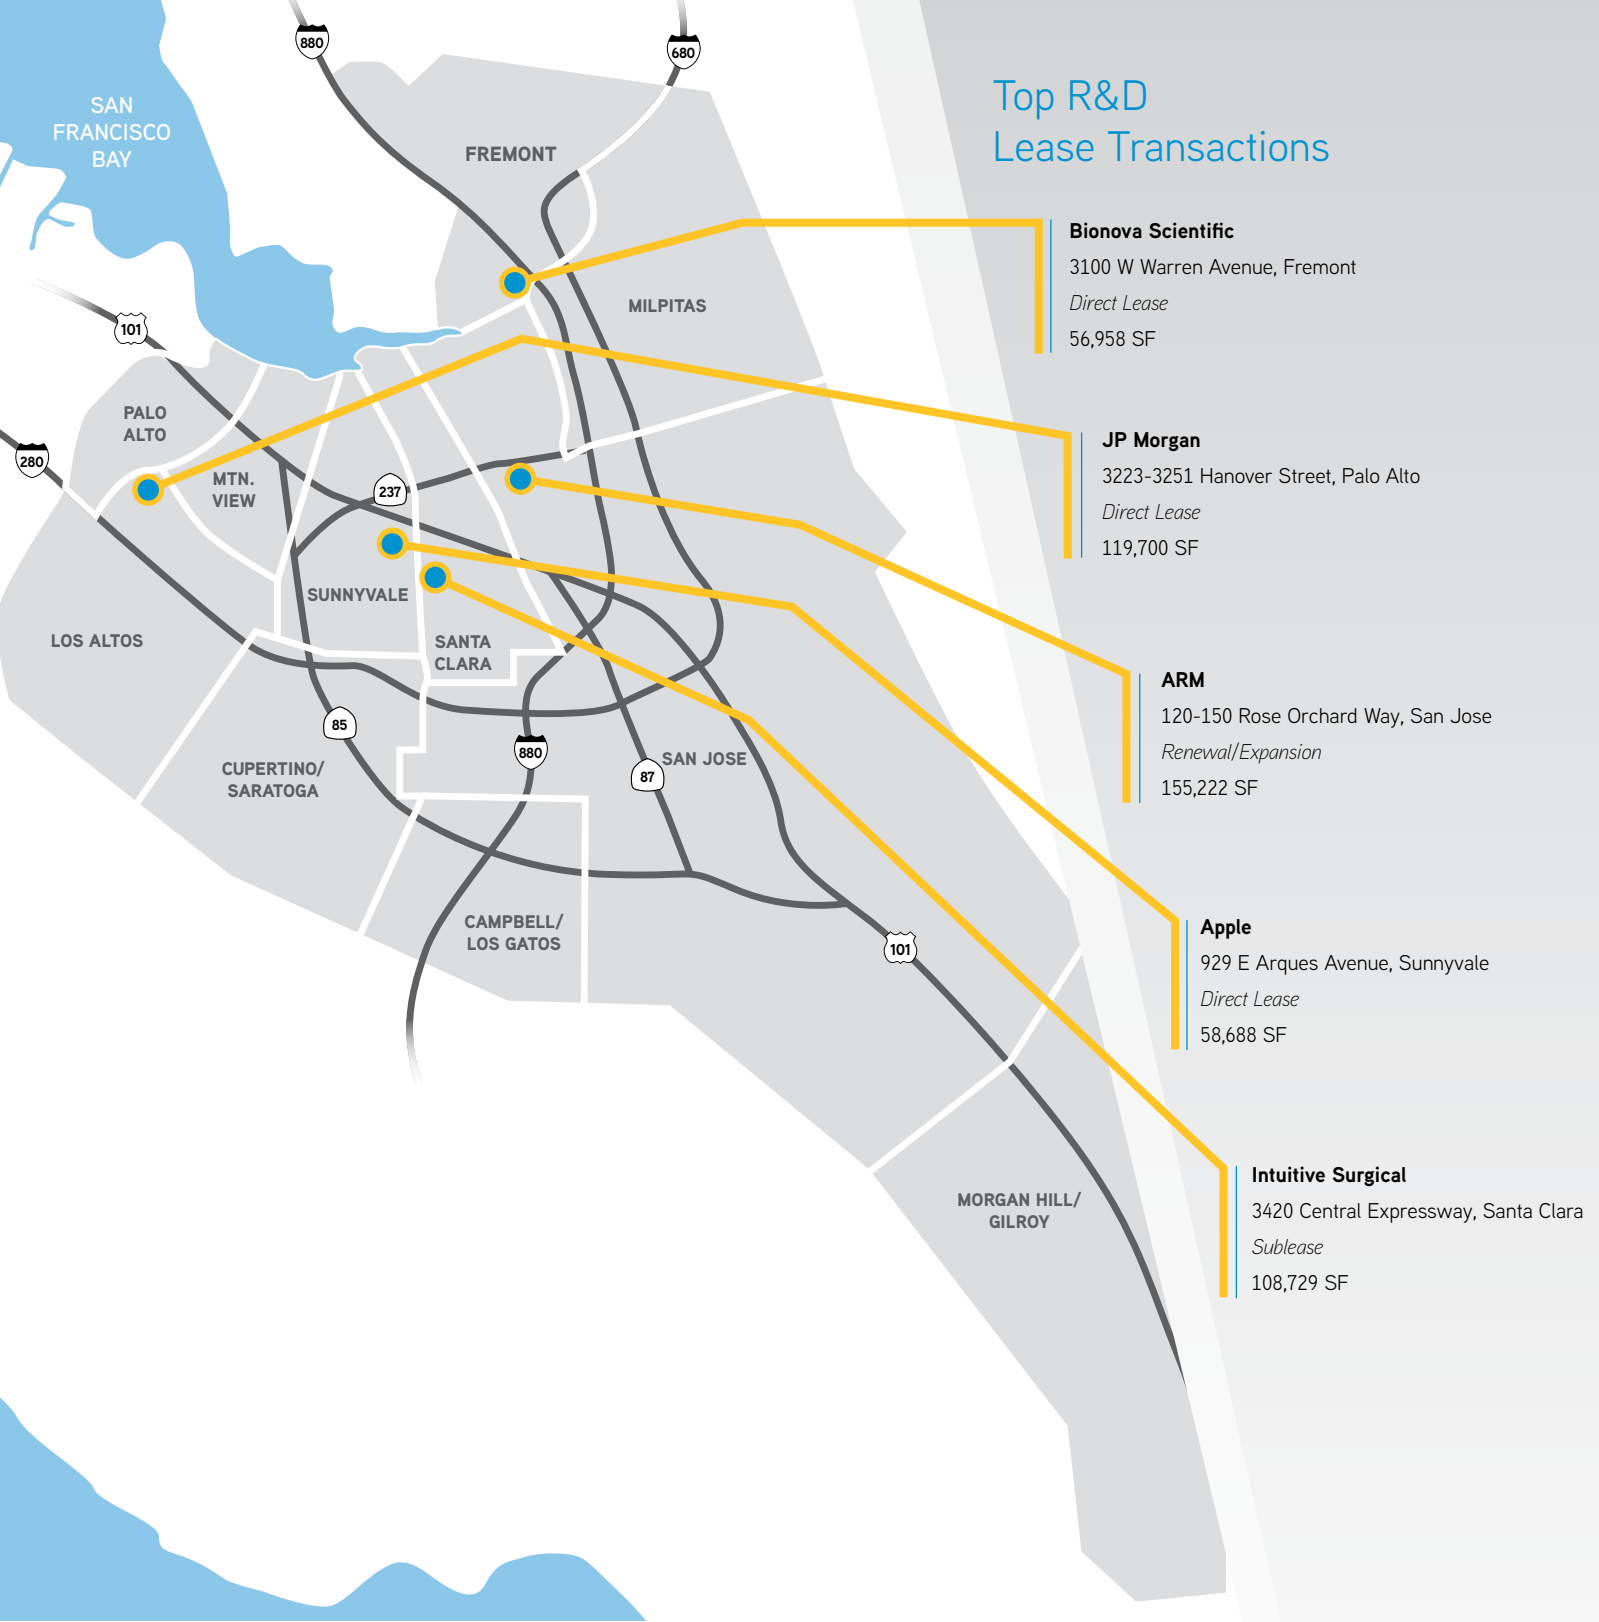 Top R&D
Lease Transactions
Bionova Scientific
3100 W Warren Avenue, Fremont
Direct Lease
56,958 SF
JP Morgan
3223-3251 Hanover Street, Palo Alto
Direct Lease
119,700 SF
ARM
120-150 Rose Orchard Way, San Jose
Renewal/Expansion
155,222 SF
Apple
929 E Arques Avenue, Sunnyvale
Direct Lease
58,688 SF
Intuitive Surgical
3420 Central Expressway, Santa Clara
Sublease
108,729 SF
880
680
SAN
FRANCISCO
BAY
FREMONT
MILPITAS
101
PALO
ALTO
280
MTN.
VIEW
237
SUNNYVALE
LOS ALTOS
SANTA
CLARA
85
880
87
SAN JOSE
CUPERTINO/
SARATOGA
CAMPBELL/
LOS GATOS
101
MORGAN HILL/
GILROY